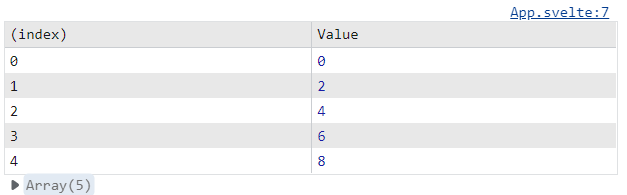 App.svelte:7
(index) Value
0 0
1 2
2 4
3 6
4 8
Array(5)